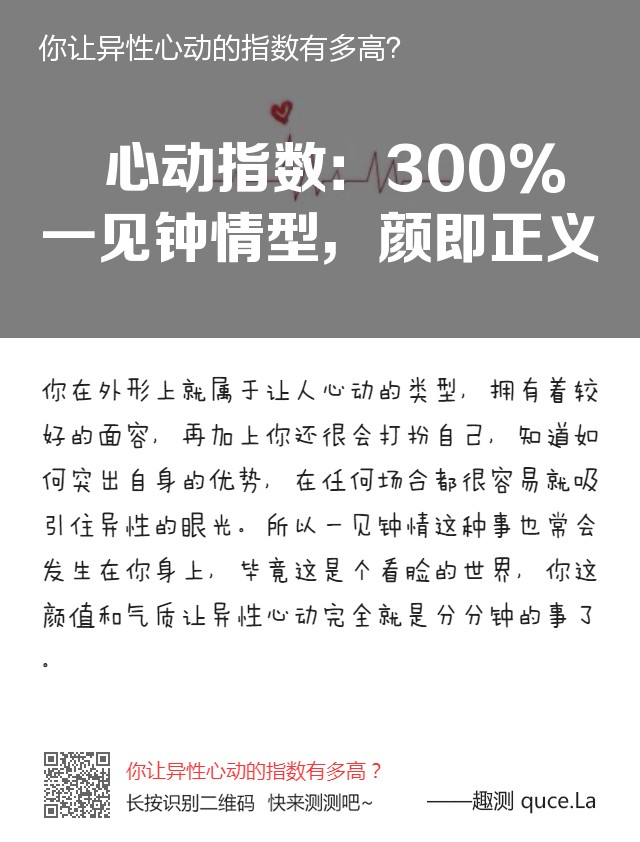 你让异性心动的指数有多高？
心动指数：300%
一见钟情型，颜即正义
你在外形上就属于让人心动的类型，拥有着较
好的面容，再加上你还很会打扮自己，知道如
何突出自身的优势，在任何场合都很容易就吸
引住异性的眼光。所以一见钟情这种事也常会
发生在你身上，毕竟这是个看脸的世界，你这
颜值和气质让异性心动完全就是分分钟的事了
。
你让异性心动的指数有多高？
长按识别二维码 快来测测吧~
——趣测 quce.La